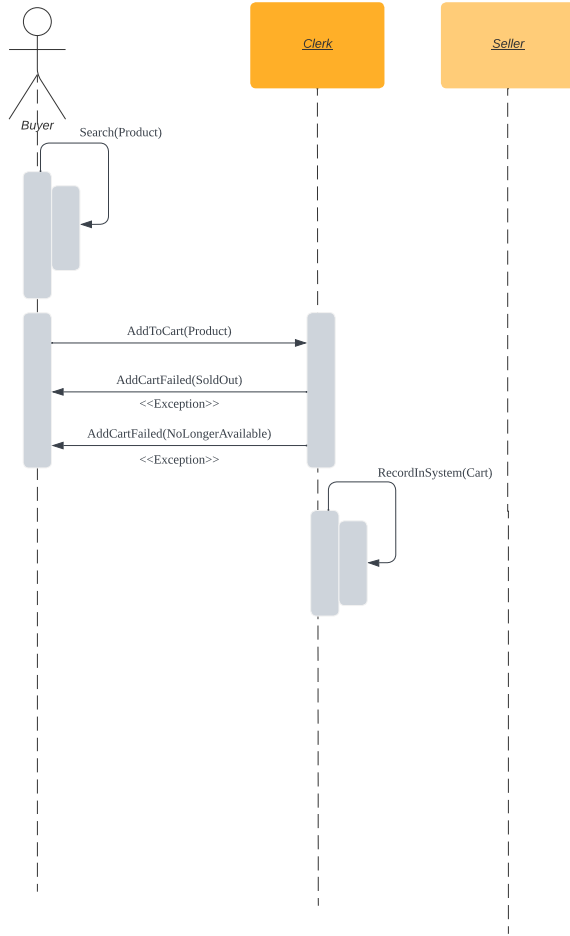 Clerk
Seller
Buyer
Search(Product)
AddToCart(Product)
AddCartFailed(SoldOut)
<<Exception>>
AddCartFailed(NoLongerAvailable)
<<Exception>>
RecordInSystem(Cart)